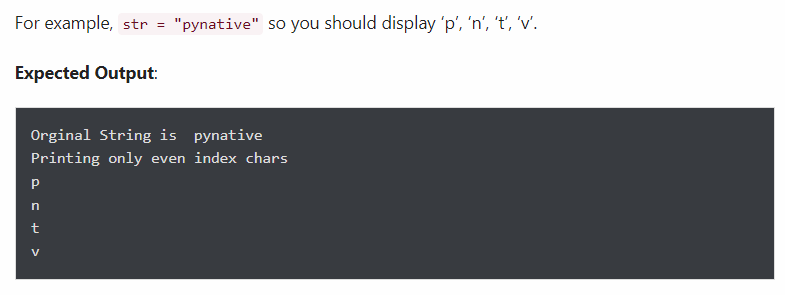 For example, str = "pynative" so you should display ‘p’, ‘n’, ‘t’, ‘v’.
Expected Output:
Orginal String is  pynative
Printing only even index chars
p
n
t
v